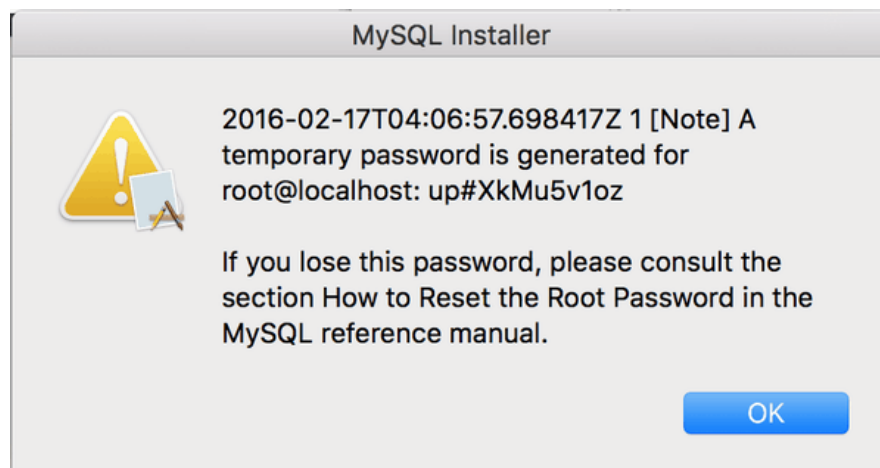 MySQL Installer
2016-02-17T04:06:57.698417Z 1 [Note] A
temporary password is generated for
root@localhost: up#XkMu5v1oz
If you lose this password, please consult the
section How to Reset the Root Password in the
MySQL reference manual.
OK